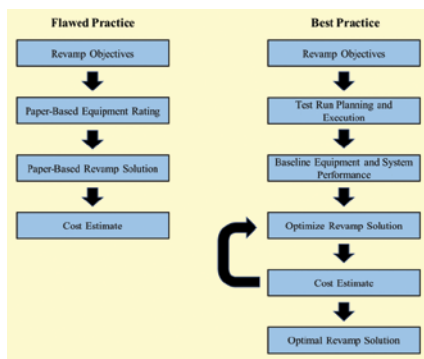 Flawed Practice
Revamp Objectives
Paper-Based Equipment Rating
Paper-Based Revamp Solution
Cost Estimate
Best Practice
Revamp Objectives
Test Run Planning and
Execution
Baseline Equipment and System
Performance
Optimize Revamp Solution
Cost Estimate
Optimal Revamp Solution